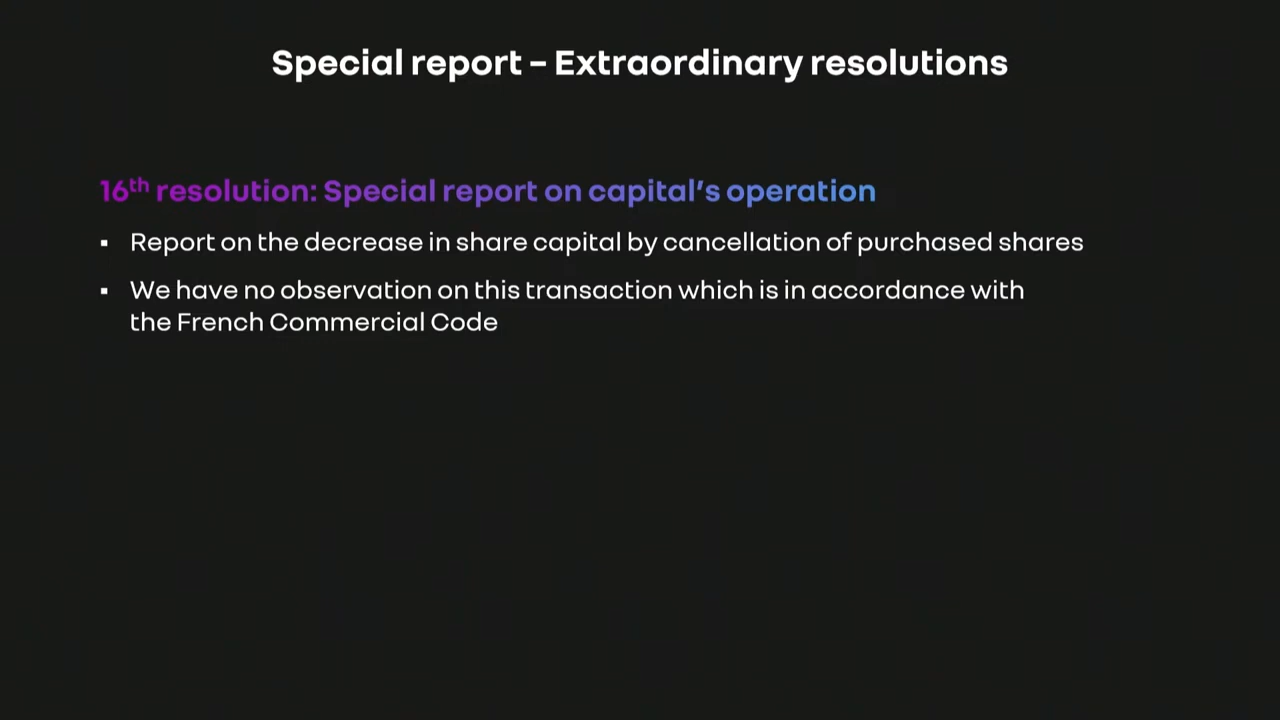 Special report – Extraordinary resolutions
16th resolution: Special report on capital’s operation
▪ Report on the decrease in share capital by cancellation of purchased shares
▪ We have no observation on this transaction which is in accordance with
the French Commercial Code